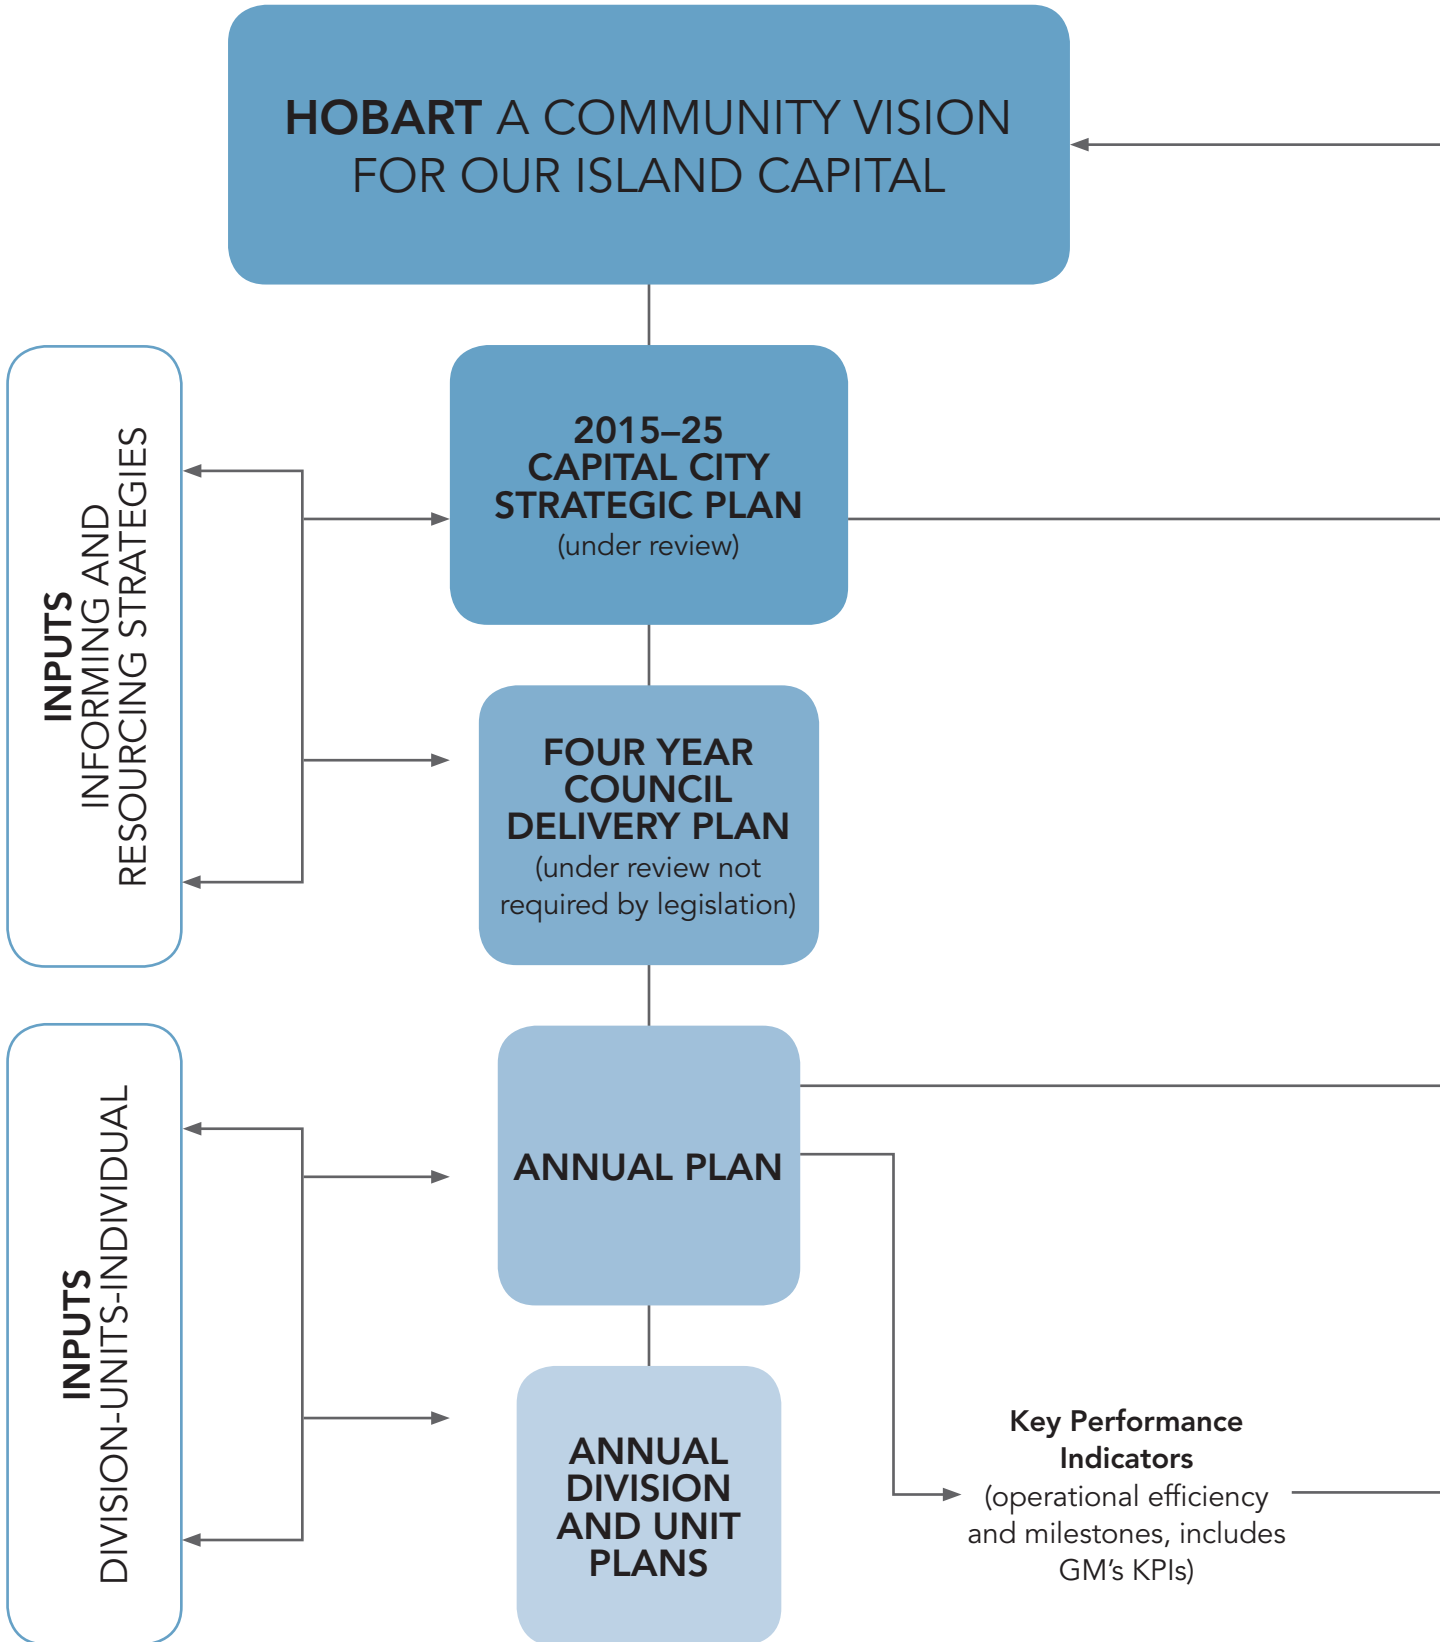 HOBART A COMMUNITY VISION
FOR OUR ISLAND CAPITAL
INPUTS
INFORMING AND
RESOURCING STRATEGIES
2015–25
CAPITAL CITY
STRATEGIC PLAN
(under review)
FOUR YEAR
COUNCIL
DELIVERY PLAN
(under review not
required by legislation)
INPUTS
DIVISION-UNITS-INDIVIDUAL
ANNUAL PLAN
ANNUAL
DIVISION
AND UNIT
PLANS
Key Performance
Indicators
(operational efficiency
and milestones, includes
GM’s KPIs)